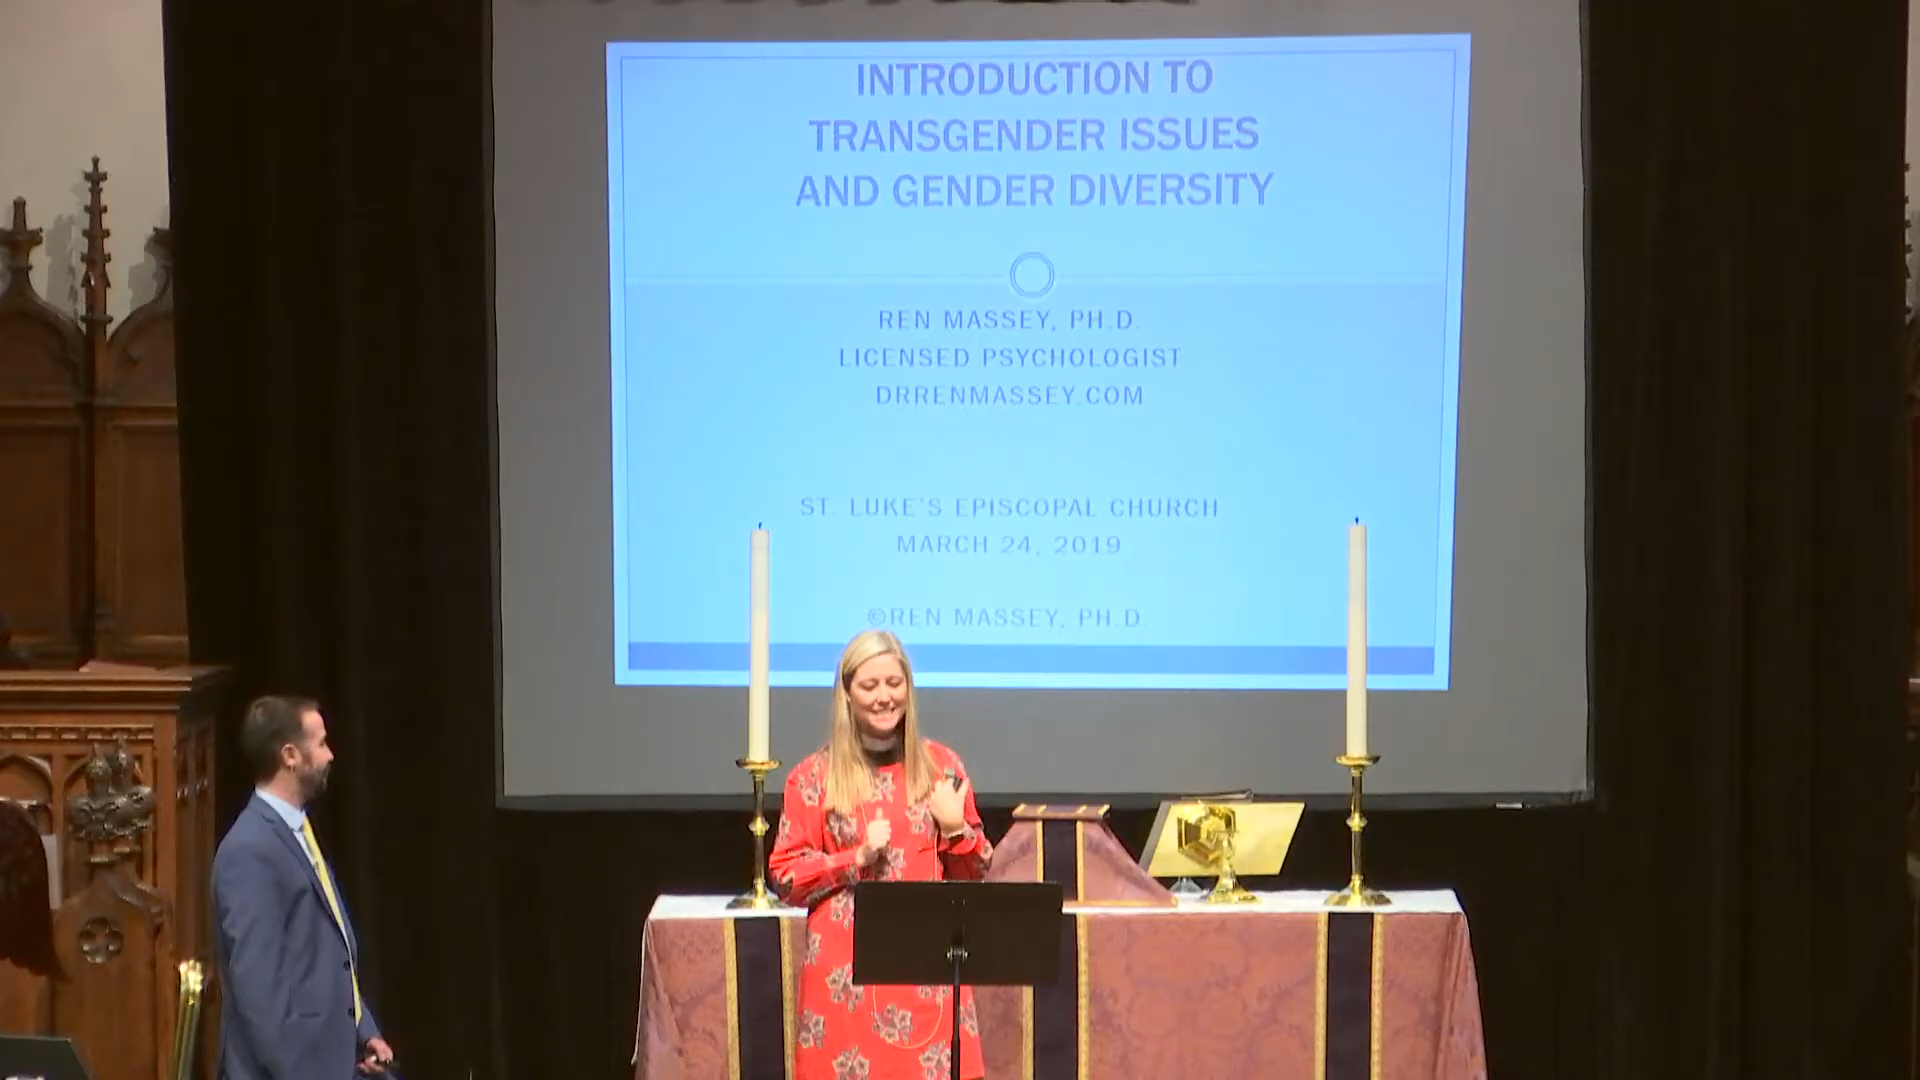 INTRODUCTION TO
TRANSGENDER ISSUES
AND GENDER DIVERSITY
REN MASSEY, PH.D.
LICENSED PSYCHOLOGIST
DRRENMASSEY.COM
ST. LUKE'S EPISCOPAL CHURCH
MARCH 24, 2019
©REN MASSEY, PH.D.